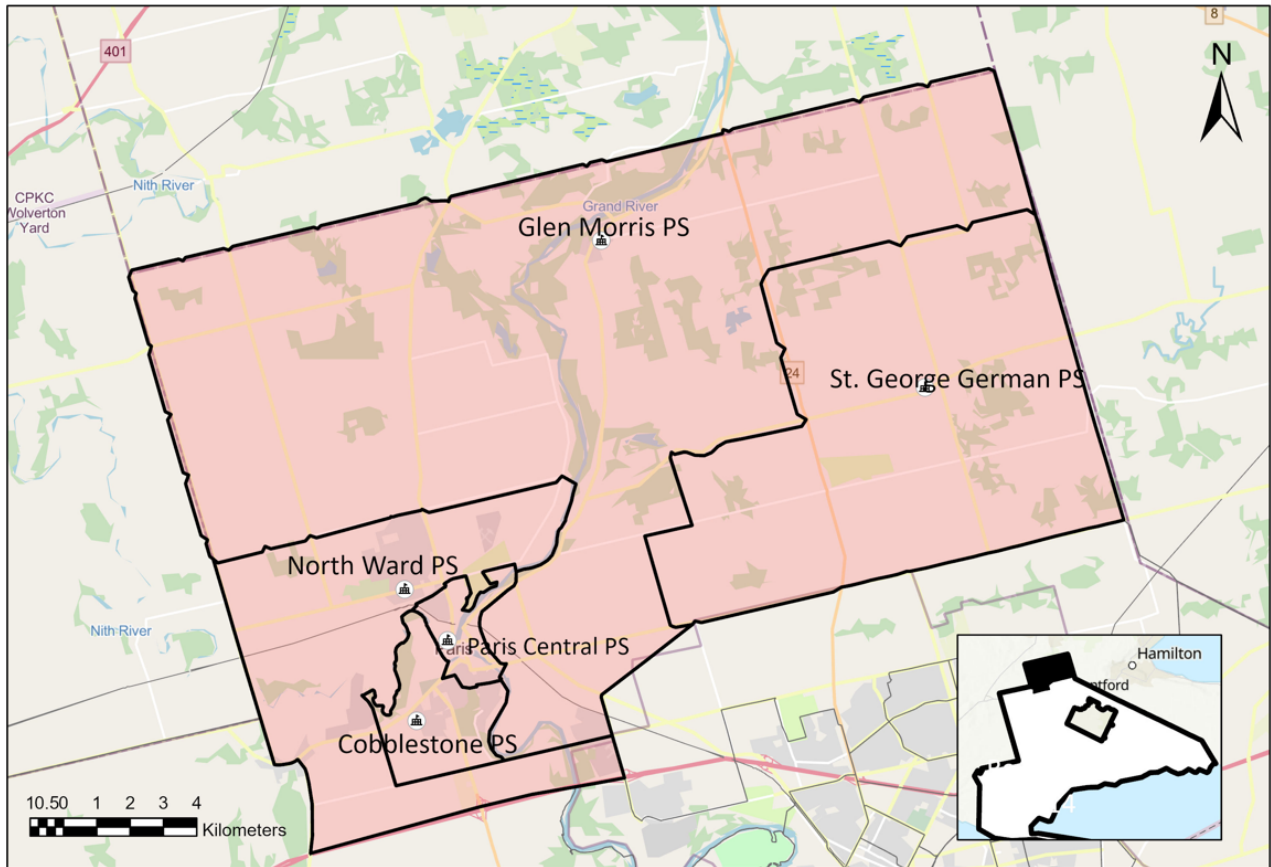 401
8
N
Nith River
CPKC
Wolverton
Yard
Grand River
Glen Morris PS
24
St. George German PS
North Ward PS
Nith River
Paris
Paris Central PS
Cobblestone PS
10.50 1 2 3 4
Kilometers
Hamilton
ntford